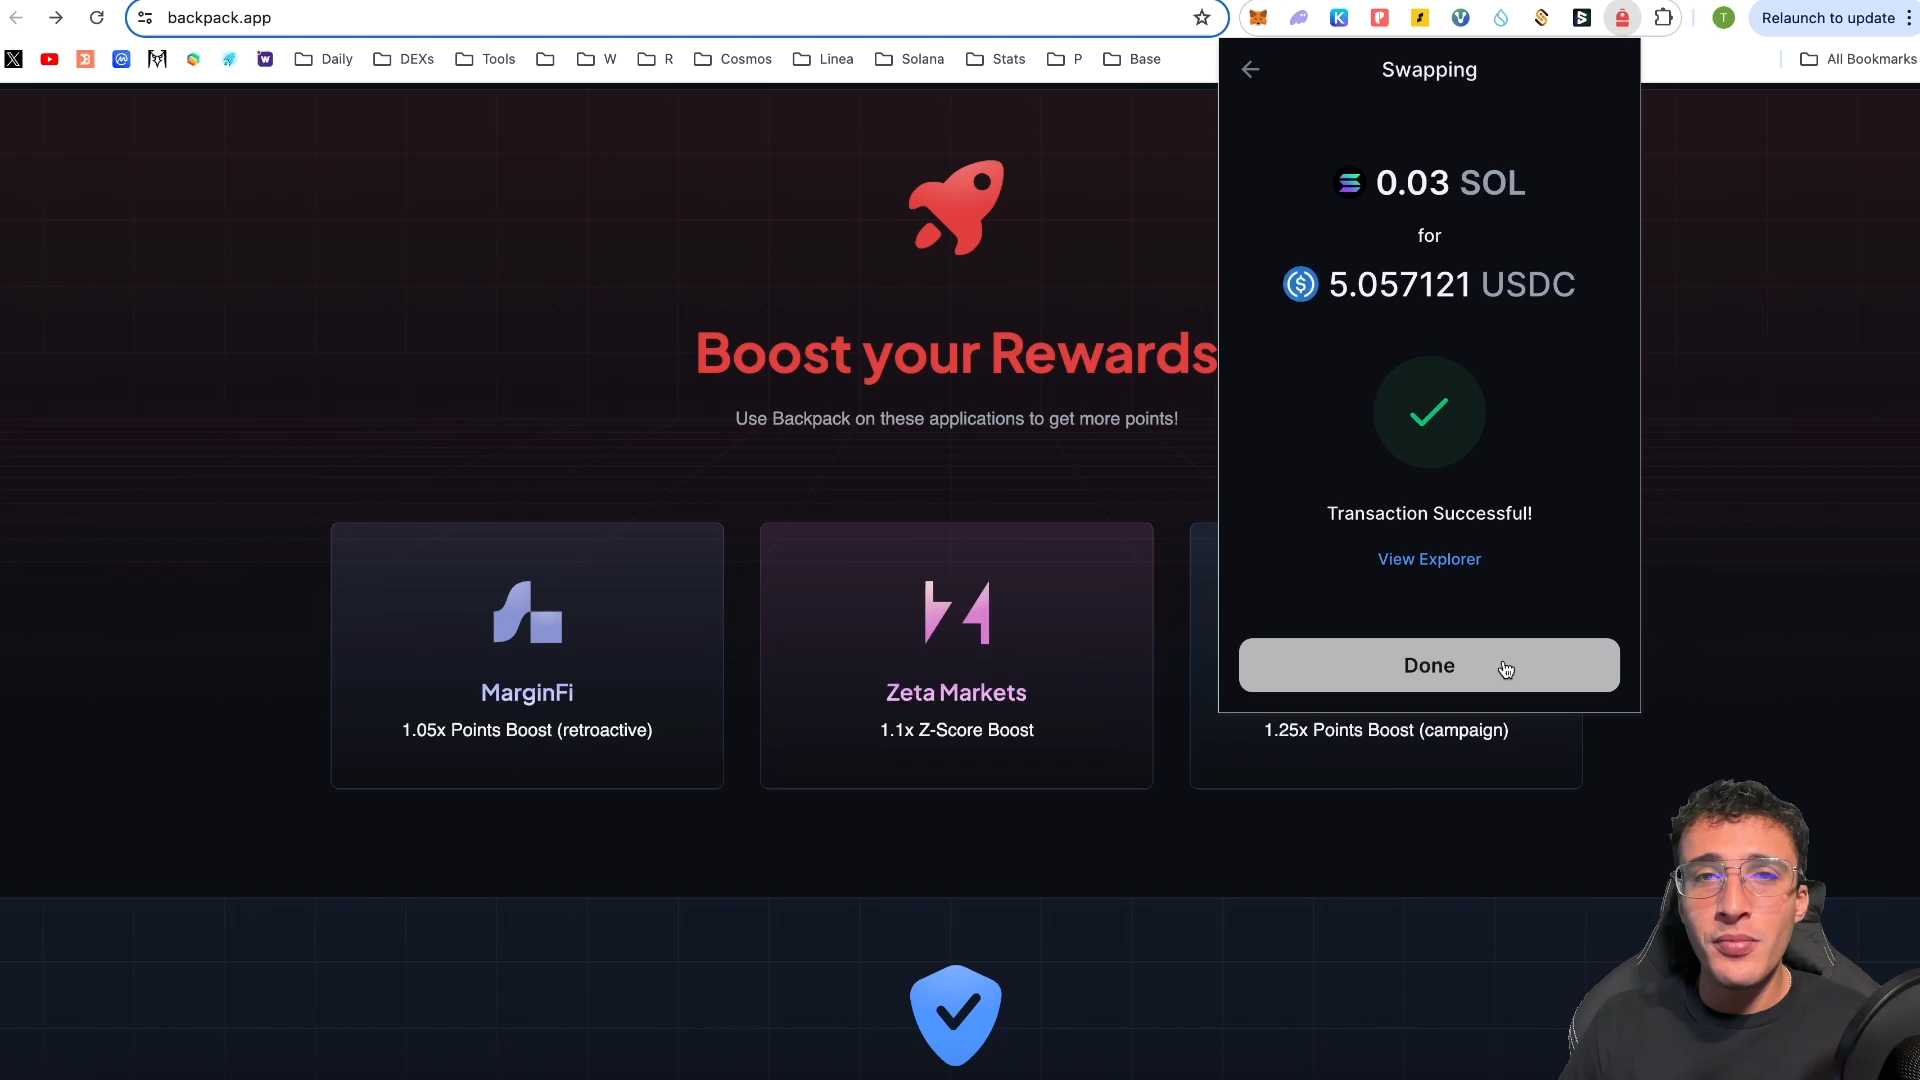 backpack.app
T
Relaunch to update
Daily
DEXs
Tools
W
R
Cosmos
Linea
Solana
Stats
P
Base
All Bookmarks
Swapping
0.03 SOL
for
5.057121 USDC
Transaction Successful!
View Explorer
Done
Boost your Rewards
Use Backpack on these applications to get more points!
MarginFi
1.05x Points Boost (retroactive)
Zeta Markets
1.1x Z-Score Boost
1.25x Points Boost (campaign)